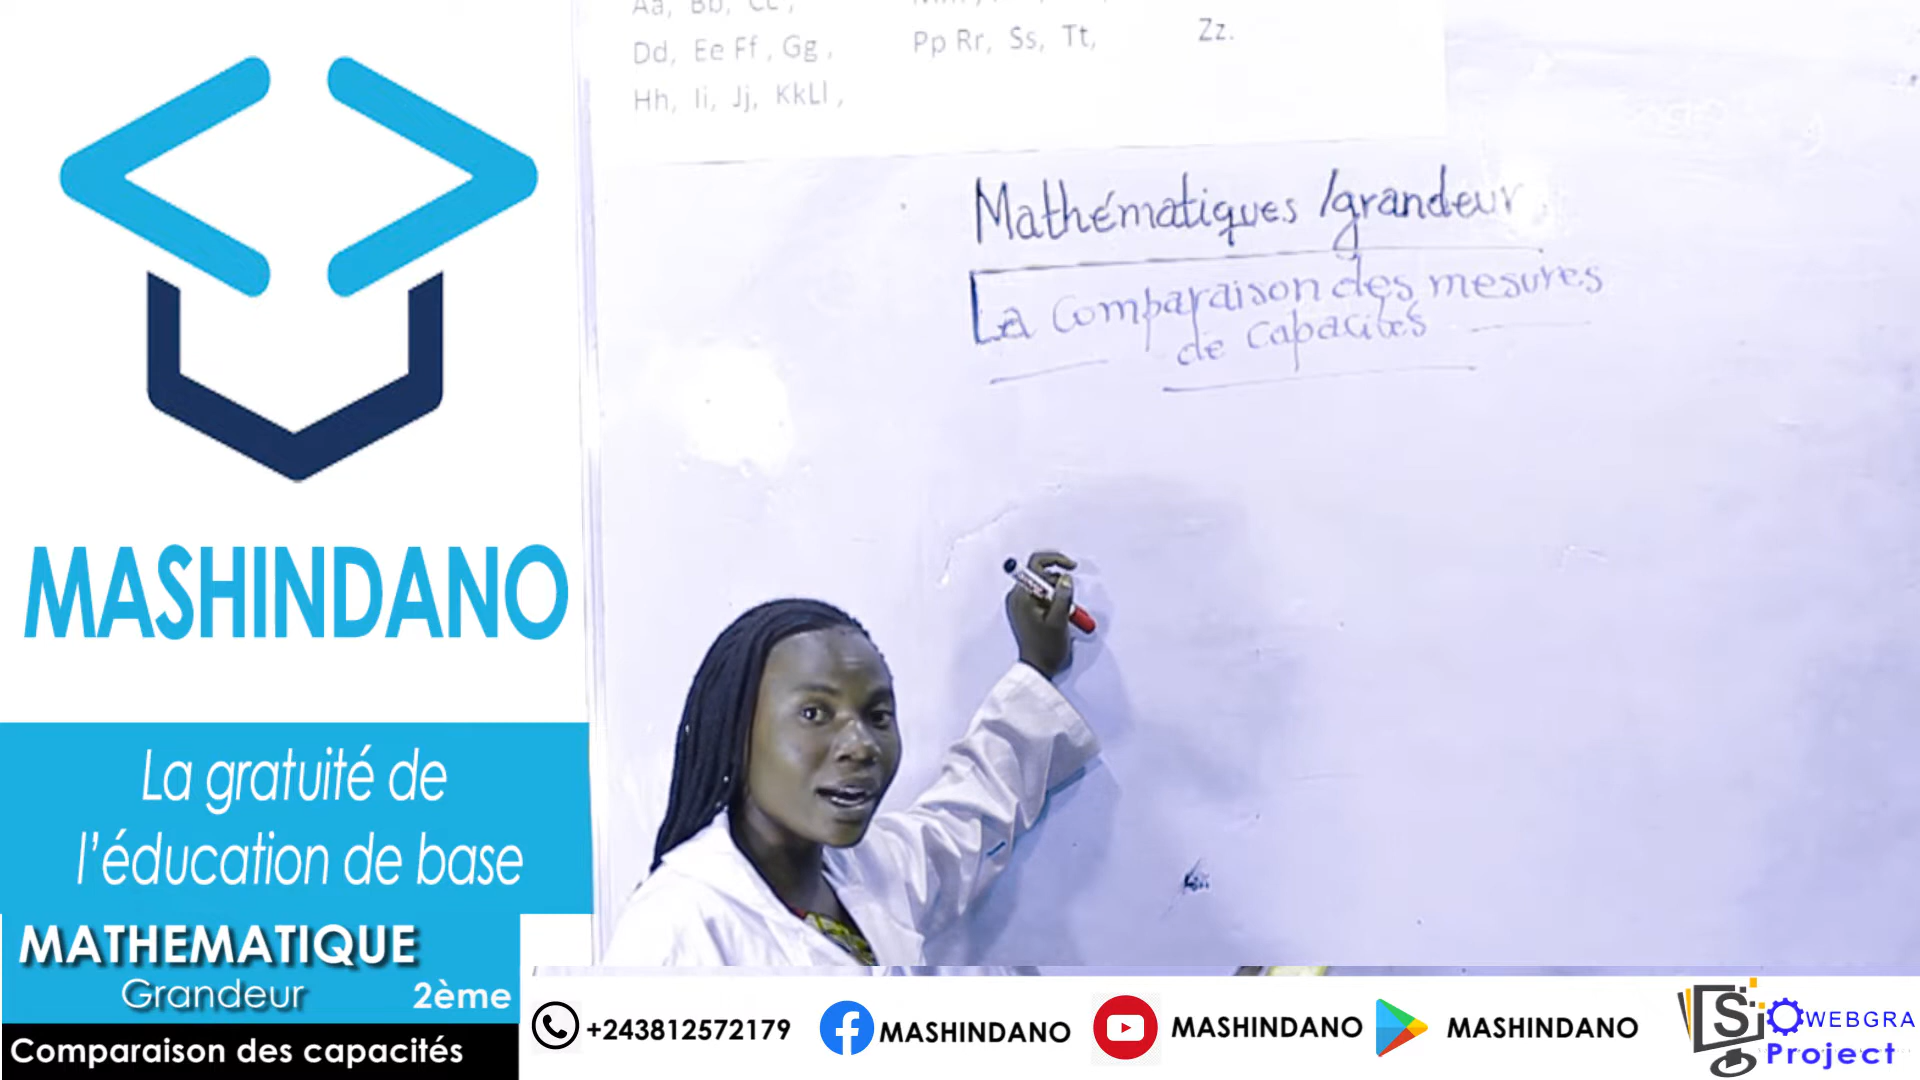 Aa, Bb, Cc,
Dd, Ee Ff, Gg,
Hh, Ii, Jj, KkLl,
Pp Rr, Ss, Tt,
Zz.
Mathématiques /grandeur
La Comparaison des mesures
de capacités
MASHINDANO
La gratuité de
l'éducation de base
MATHEMATIQUE
Grandeur 2ème
Comparaison des capacités
+243812572179
MASHINDANO
MASHINDANO
MASHINDANO
WEBGRA
Project